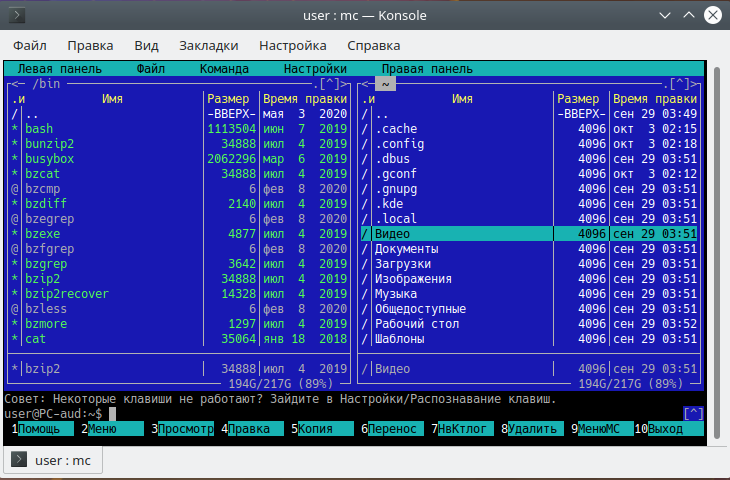 user : mc — Konsole
Файл Правка Вид Закладки Настройка Справка
Левая панель Файл Команда Настройки Правая панель
<— /bin .[^]> <— ~ .[^]>
.и Имя Размер Время правки .и Имя Размер Время правки
/ .. -ВВЕРХ- мая 3 2020 / .. -ВВЕРХ- сен 29 03:49
* bash 1113504 июн 7 2019 / .cache 4096 окт 3 02:15
* bunzip2 34888 июл 4 2019 / .config 4096 окт 3 02:18
* busybox 2062296 мар 6 2019 / .dbus 4096 сен 29 03:51
* bzcat 34888 июл 4 2019 / .gconf 4096 окт 3 02:12
@ bzcmp 6 фев 8 2020 / .gnupg 4096 сен 29 03:51
* bzdiff 2140 июл 4 2019 / .kde 4096 сен 29 03:51
@ bzegrep 6 фев 8 2020 / .local 4096 сен 29 03:51
* bzexe 4877 июл 4 2019 / Видео 4096 сен 29 03:51
@ bzfgrep 6 фев 8 2020 / Документы 4096 сен 29 03:51
* bzgrep 3642 июл 4 2019 / Загрузки 4096 сен 29 03:51
* bzip2 34888 июл 4 2019 / Изображения 4096 сен 29 03:51
* bzip2recover 14328 июл 4 2019 / Музыка 4096 сен 29 03:51
@ bzless 6 фев 8 2020 / Общедоступные 4096 сен 29 03:51
* bzmore 1297 июл 4 2019 / Рабочий стол 4096 сен 29 03:52
* cat 35064 янв 18 2018 / Шаблоны 4096 сен 29 03:51
* bzip2 34888 июл 4 2019 / Видео 4096 сен 29 03:51
194G/217G (89%) 194G/217G (89%)
Совет: Некоторые клавиши не работают? Зайдите в Настройки/Распознавание клавиш.
user@PC-aud:~$ [^]
1Помощь 2Меню 3Просмотр 4Правка 5Копия 6Перенос 7НвКтлог 8Удалить 9МенюМС 10Выход
user : mc